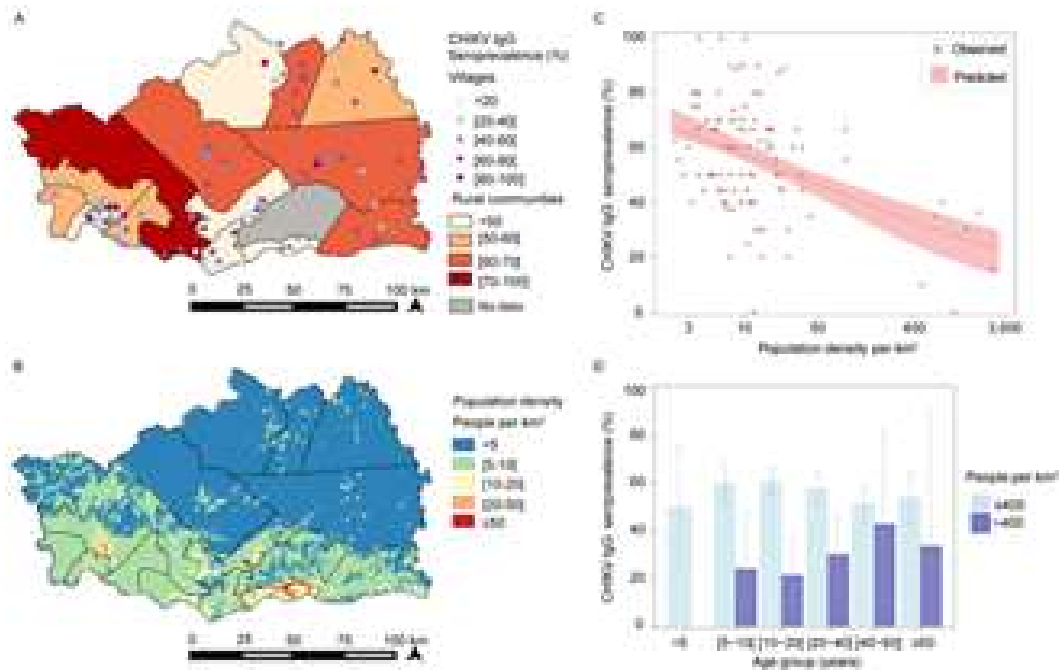 A
CHIKV IgG
Seroprevalence (%)
Villages
<20
[20-40[
[40-60[
[60-80[
[80-100]
Rural communities
<50
[50-60[
[60-70[
[70-100]
No data
0 25 50 75 100 km
B
Population density
People per km²
<5
[5-10[
[10-20[
[20-50[
≥50
0 25 50 75 100 km
C
CHIKV IgG seroprevalence (%)
100
80
60
40
20
0
Observed
Predicted
3 10 50 400 3,000
Population density per km²
D
CHIKV IgG seroprevalence (%)
100
80
60
40
20
0
People per km²
≤400
>400
<5 [5-10[ [10-20[ [20-40[ [40-60[ ≥60
Age group (years)